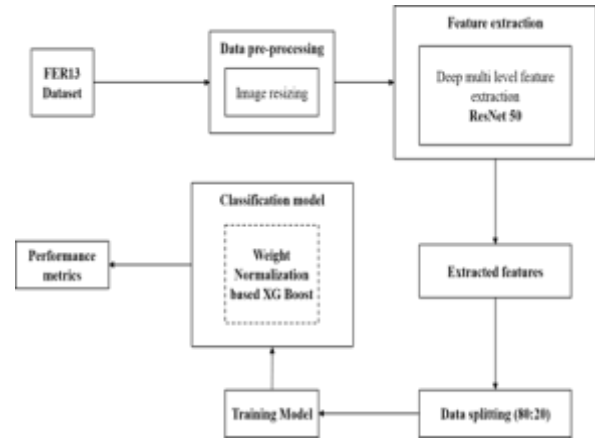 FER13
Dataset
Data pre-processing
Image resizing
Feature extraction
Deep multi level feature
extraction
ResNet 50
Extracted features
Data splitting (80:20)
Training Model
Classification model
Weight
Normalization
based XG Boost
Performance
metrics